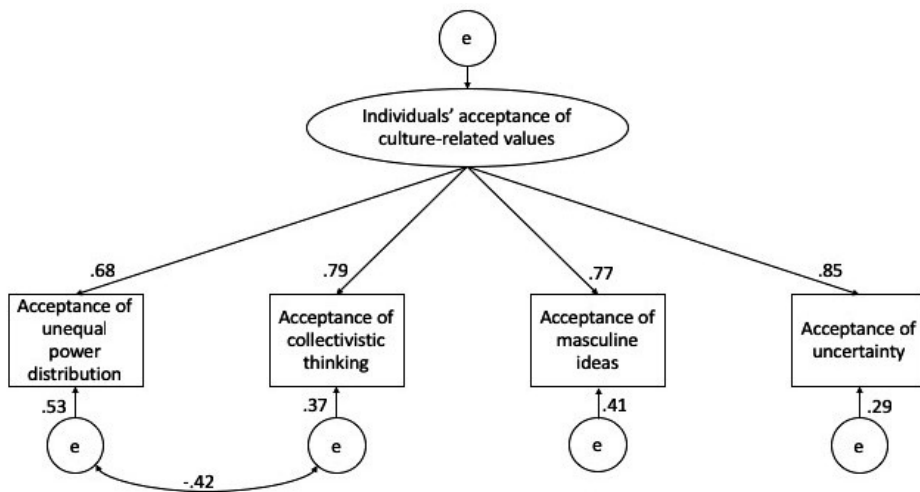 e
Individuals’ acceptance of
culture-related values
.68
.79
.77
.85
Acceptance of
unequal
power
distribution
Acceptance of
collectivistic
thinking
Acceptance of
masculine
ideas
Acceptance of
uncertainty
.53
.37
.41
.29
e
e
e
e
-.42